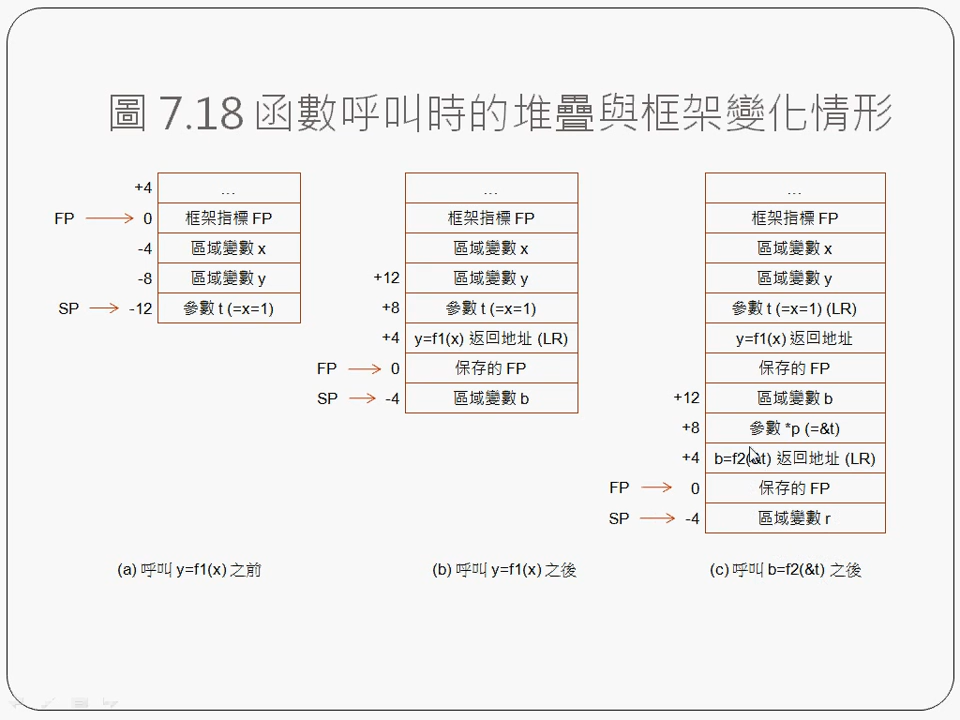 圖 7.18 函數呼叫時的堆疊與框架變化情形
+4 …
FP 0 框架指標 FP
-4 區域變數 x
-8 區域變數 y
SP -12 參數 t (=x=1)
(a) 呼叫 y=f1(x) 之前
…
框架指標 FP
區域變數 x
+12 區域變數 y
+8 參數 t (=x=1)
+4 y=f1(x) 返回地址 (LR)
FP 0 保存的 FP
SP -4 區域變數 b
(b) 呼叫 y=f1(x) 之後
…
框架指標 FP
區域變數 x
區域變數 y
參數 t (=x=1) (LR)
y=f1(x) 返回地址
保存的 FP
+12 區域變數 b
+8 參數 *p (=&t)
+4 b=f2(&t) 返回地址 (LR)
FP 0 保存的 FP
SP -4 區域變數 r
(c) 呼叫 b=f2(&t) 之後